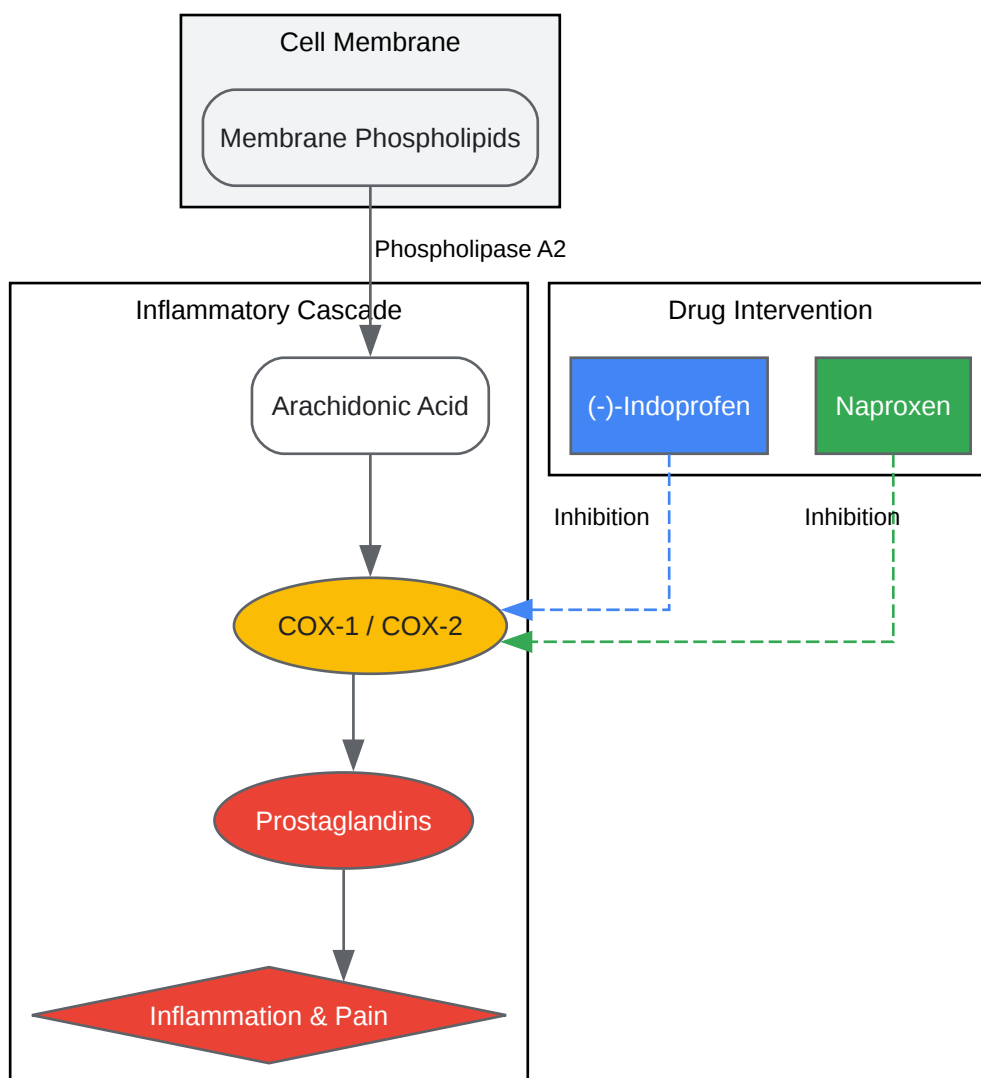 Cell Membrane
Membrane Phospholipids
Phospholipase A2
Inflammatory Cascade
Drug Intervention
Arachidonic Acid
(-)-Indoprofen
Naproxen
Inhibition
Inhibition
COX-1 / COX-2
Prostaglandins
Inflammation & Pain